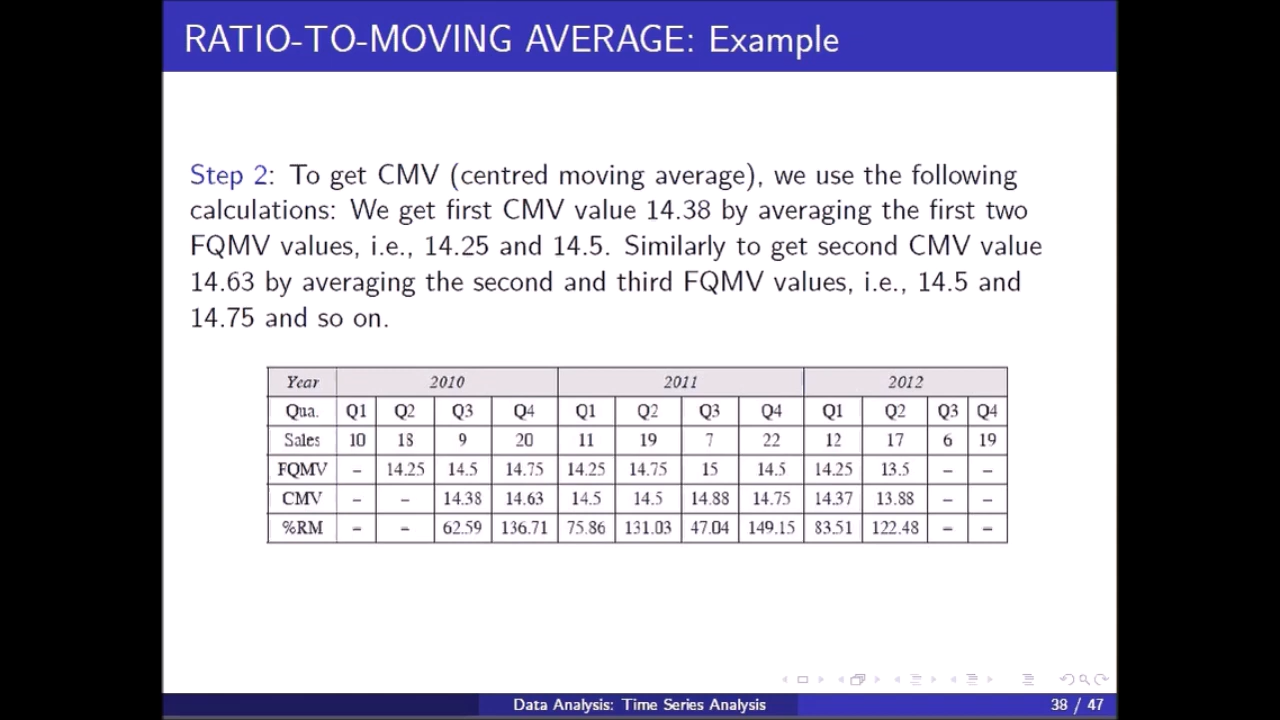 RATIO-TO-MOVING AVERAGE: Example
Step 2: To get CMV (centred moving average), we use the following
calculations: We get first CMV value 14.38 by averaging the first two
FQMV values, i.e., 14.25 and 14.5. Similarly to get second CMV value
14.63 by averaging the second and third FQMV values, i.e., 14.5 and
14.75 and so on.
Year 2010 2011 2012
Qua. Q1 Q2 Q3 Q4 Q1 Q2 Q3 Q4 Q1 Q2 Q3 Q4
Sales 10 18 9 20 11 19 7 22 12 17 6 19
FQMV – 14.25 14.5 14.75 14.25 14.75 15 14.5 14.25 13.5 – –
CMV – – 14.38 14.63 14.5 14.5 14.88 14.75 14.37 13.88 – –
%RM – – 62.59 136.71 75.86 131.03 47.04 149.15 83.51 122.48 – –
Data Analysis: Time Series Analysis 38 / 47